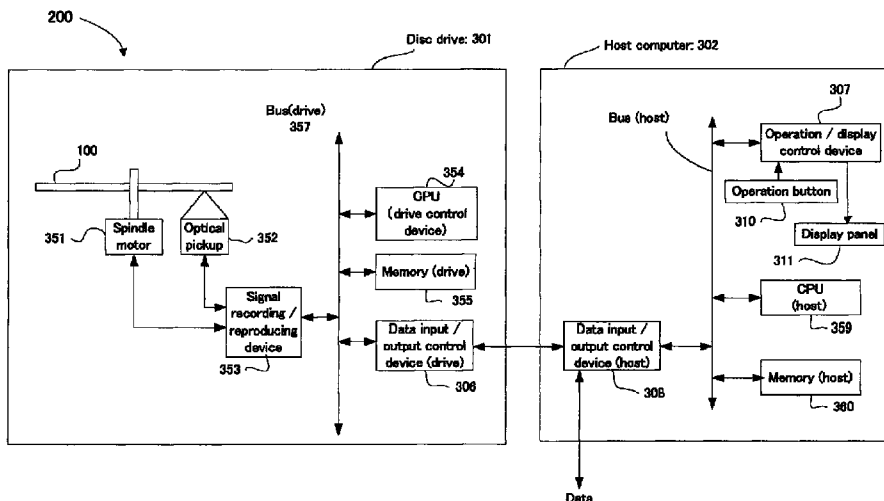 200
Disc drive: 301
Host computer: 302
Bus(drive)
357
100
351
Spindle
motor
Optical
pickup
352
Signal
recording /
reproducing
device
353
354
CPU
(drive control
device)
Memory (drive)
355
Data input /
output control
device (drive)
306
Bus (host)
307
Operation / display
control device
Operation button
310
Display panel
311
CPU
(host)
359
Data input /
output control
device (host)
308
Memory (host)
360
Data